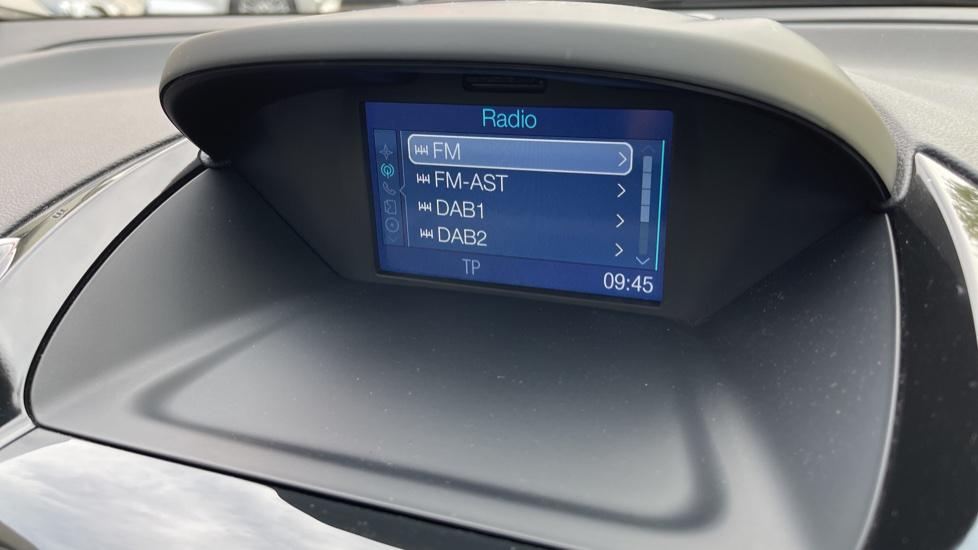 Radio
FM
FM-AST
DAB1
DAB2
TP
09:45